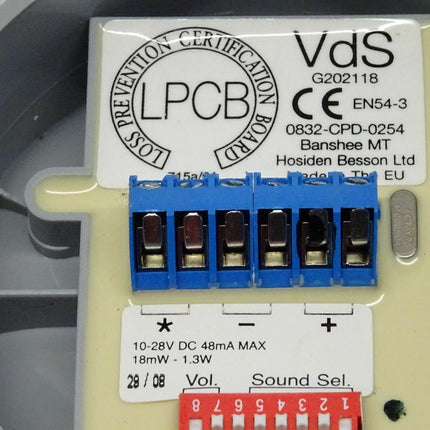 LOSS PREVENTION CERTIFICATION BOARD
LPCB
VdS
G202118
CE EN54-3
0832-CPD-0254
Banshee MT
Hosiden Besson Ltd
The EU
* - +
10-28V DC 48mA MAX
18mW - 1.3W
29 / 08
Vol. Sound Sel.
8 7 6 5 4 3 2 1